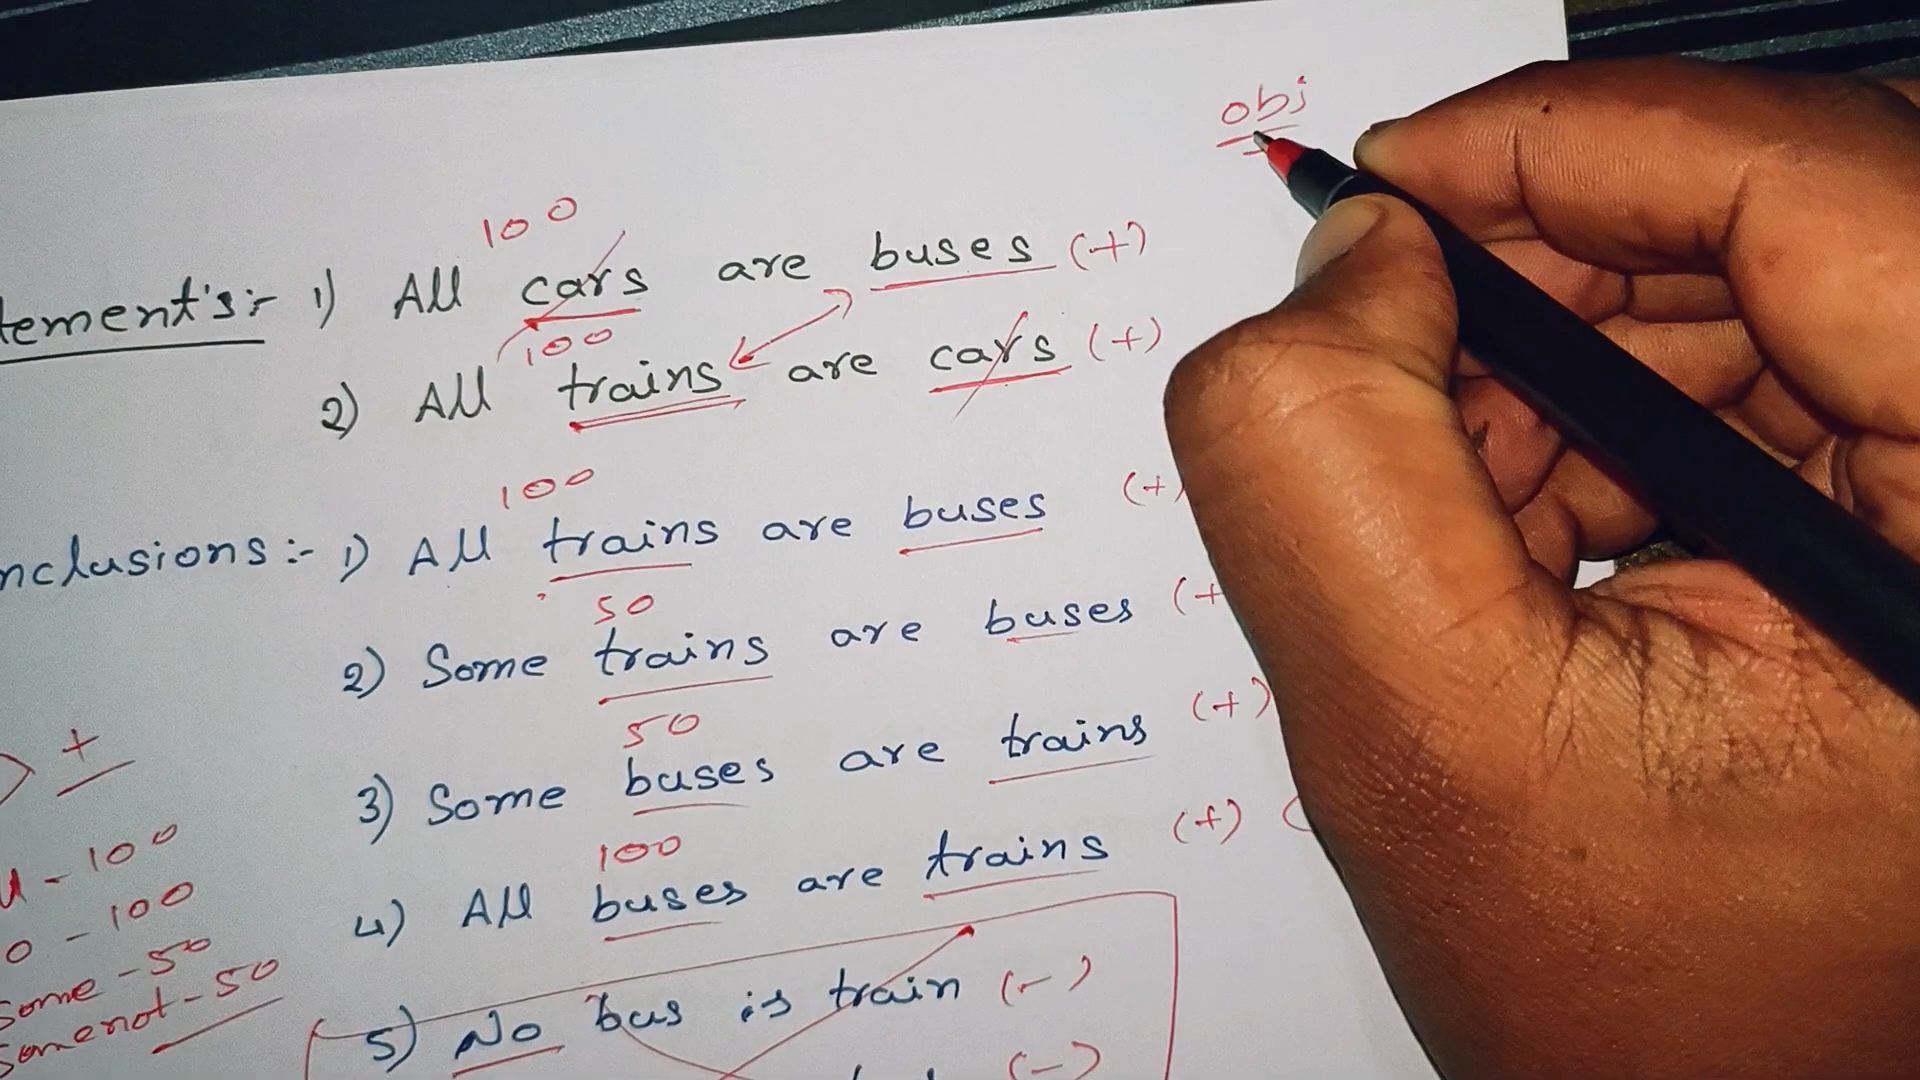 obj
100
tement's:- 1) All cars are buses (+)
100
2) All trains are cars (+)
100
nclusions:- 1) All trains are buses (+)
50
2) Some trains are buses (+
50
3) Some buses are trains (+)
100
4) All buses are trains (+) (
5) No bus is train (-)
(-)
+
- 100
o - 100
Some - 50
Some not - 50